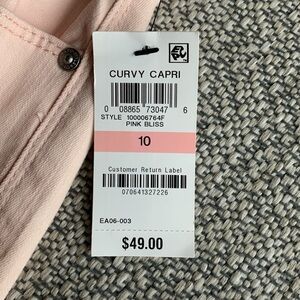 CURVY CAPRI
0 08865 73047 6
STYLE 100006764F
PINK BLISS
10
Customer Return Label
070641327226
EA06-003
$49.00